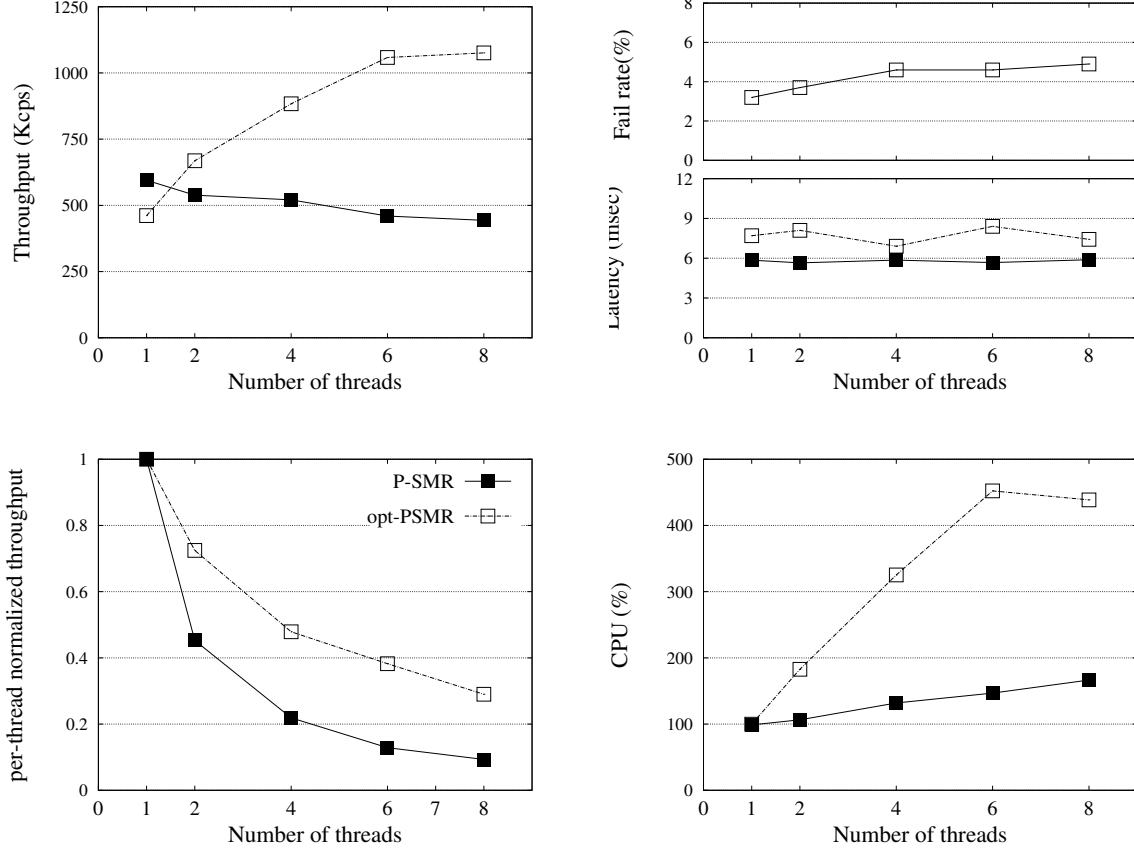 1250
1000
750
500
250
0
Throughput (Kcps)
0 1 2 4 6 8
Number of threads
8
6
4
2
0
Fail rate(%)
12
9
6
3
0
Latency (msec)
0 1 2 4 6 8
Number of threads
1
0.8
0.6
0.4
0.2
0
per-thread normalized throughput
P-SMR
opt-PSMR
0 1 2 4 6 7 8
Number of threads
500
400
300
200
100
0
CPU (%)
0 1 2 4 6 8
Number of threads